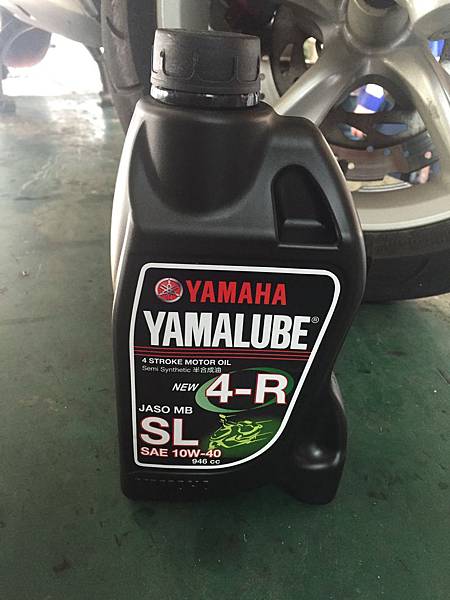 YAMAHA
YAMALUBE®
4 STROKE MOTOR OIL
Semi Synthetic 半合成油
NEW 4-R
JASO MB
SL
SAE 10W-40
946 cc